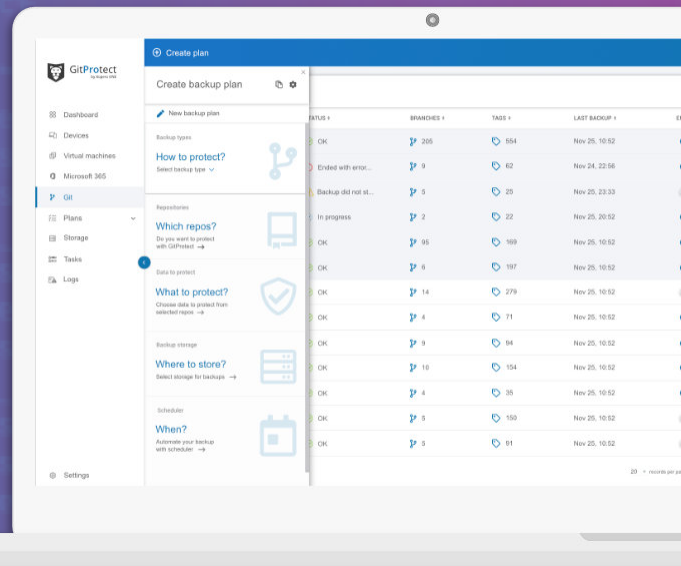 Create plan
GitProtect
by Xopero ONE
Create backup plan
New backup plan
Dashboard
Devices
Virtual machines
Microsoft 365
Git
Plans
Storage
Tasks
Logs
Settings
Backup types
How to protect?
Select backup type
Repositories
Which repos?
Do you want to protect
with GitProtect →
Data to protect
What to protect?
Choose data to protect from
selected repos →
Backup storage
Where to store?
Select storage for backups →
Scheduler
When?
Automate your backup
with scheduler →
TATUS BRANCHES TAGS LAST BACKUP
OK 205 554 Nov 25, 10:52
Ended with error... 9 62 Nov 24, 22:56
Backup did not st... 5 25 Nov 25, 23:33
In progress 2 22 Nov 25, 20:52
OK 95 169 Nov 25, 10:52
OK 6 197 Nov 25, 10:52
OK 14 279 Nov 25, 10:52
OK 4 71 Nov 25, 10:52
OK 9 94 Nov 25, 10:52
OK 10 154 Nov 25, 10:52
OK 4 35 Nov 25, 10:52
OK 5 150 Nov 25, 10:52
OK 5 91 Nov 25, 10:52
20 records per pa